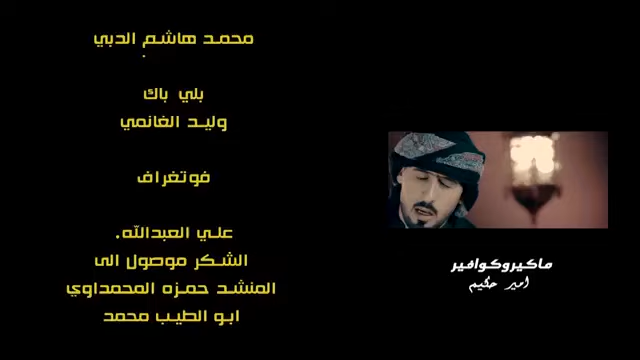 محمد هاشم الدبي
بلي باك
وليد الغانمي
فوتغراف
علي العبدالله.
الشكر موصول الى
المنشد حمزه المحمداوي
ابو الطيب محمد
ماكيروكوافير
امير حكيم